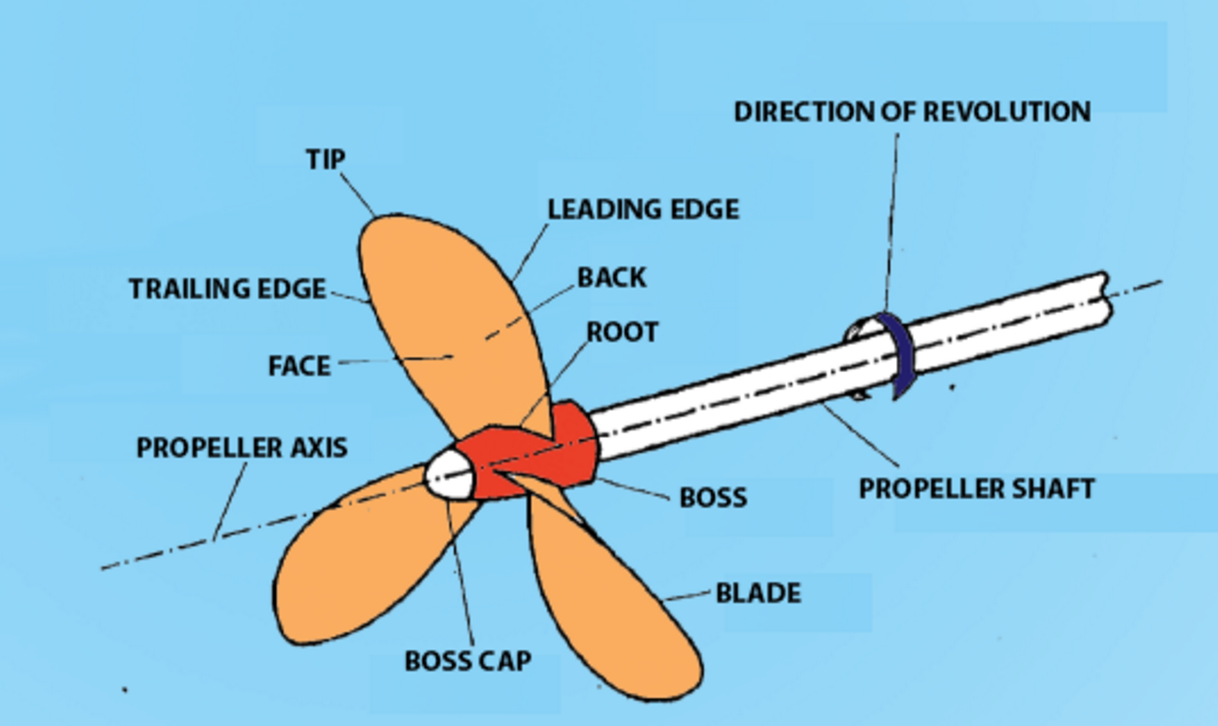 DIRECTION OF REVOLUTION
TIP
LEADING EDGE
BACK
TRAILING EDGE
ROOT
FACE
PROPELLER AXIS
PROPELLER SHAFT
BOSS
BLADE
BOSS CAP